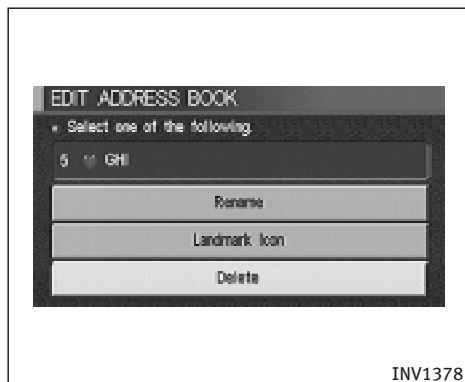 EDIT ADDRESS BOOK
Select one of the following.
5 GHI
Rename
Landmark Icon
Delete
INV1378